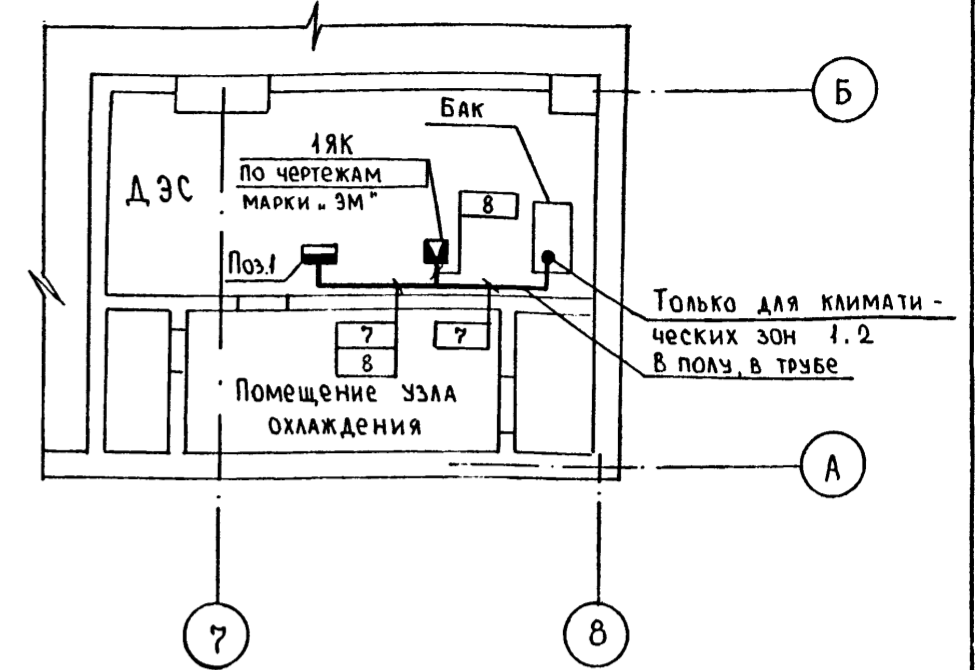 Б
Бак
1ЯК
по чертежам
марки „ЭМ"
ДЭС
8
Поз.1
Только для климати-
ческих зон 1.2
В полу, в трубе
7
8
7
Помещение узла
охлаждения
А
7
8